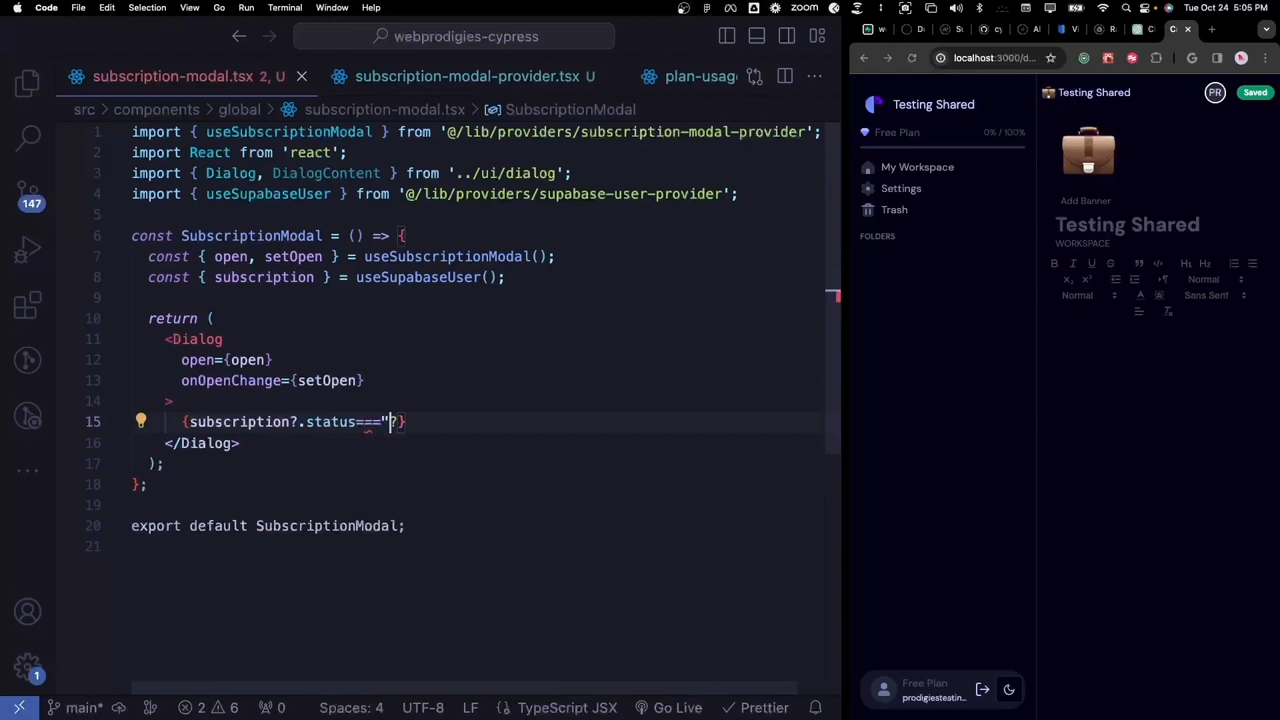 Code File Edit Selection View Go Run Terminal Window Help zoom Tue Oct 24 5:05 PM
webprodigies-cypress
subscription-modal.tsx 2, U
subscription-modal-provider.tsx U
plan-usag
src components global subscription-modal.tsx SubscriptionModal
1 import { useSubscriptionModal } from '@/lib/providers/subscription-modal-provider';
2 import React from 'react';
3 import { Dialog, DialogContent } from '../ui/dialog';
4 import { useSupabaseUser } from '@/lib/providers/supabase-user-provider';
5
6 const SubscriptionModal = () => {
7 const { open, setOpen } = useSubscriptionModal();
8 const { subscription } = useSupabaseUser();
9
10 return (
11 <Dialog
12 open={open}
13 onOpenChange={setOpen}
14 >
15 {subscription?.status==="?}
16 </Dialog>
17 );
18 };
19
20 export default SubscriptionModal;
21
147
1
main* 2 6 0 Spaces: 4 UTF-8 LF TypeScript JSX Go Live Prettier
localhost:3000/d...
Testing Shared
Free Plan 0% / 100%
My Workspace
Settings
Trash
FOLDERS
Free Plan
prodigiestestin...
Testing Shared PR Saved
Add Banner
Testing Shared
WORKSPACE
B I U S H1 H2
Normal
Normal A A Sans Serif